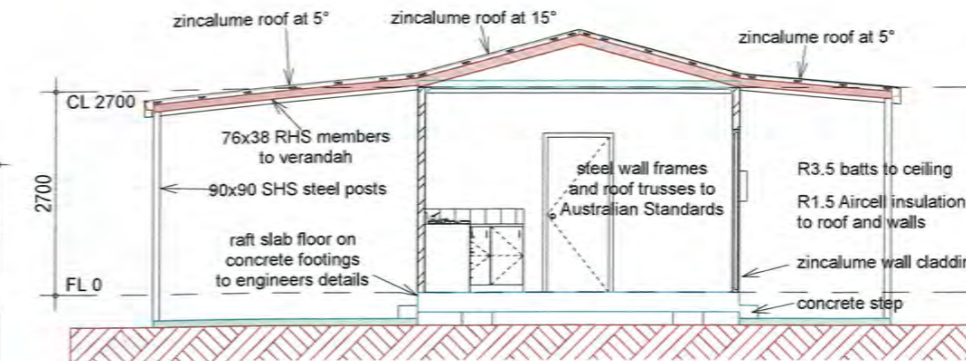 zincalume roof at 5°
zincalume roof at 15°
zincalume roof at 5°
CL 2700
76x38 RHS members
to verandah
90x90 SHS steel posts
2700
steel wall frames
and roof trusses to
Australian Standards
R3.5 batts to ceiling
R1.5 Aircell insulation
to roof and walls
raft slab floor on
concrete footings
to engineers details
zincalume wall claddin
FL 0
concrete step